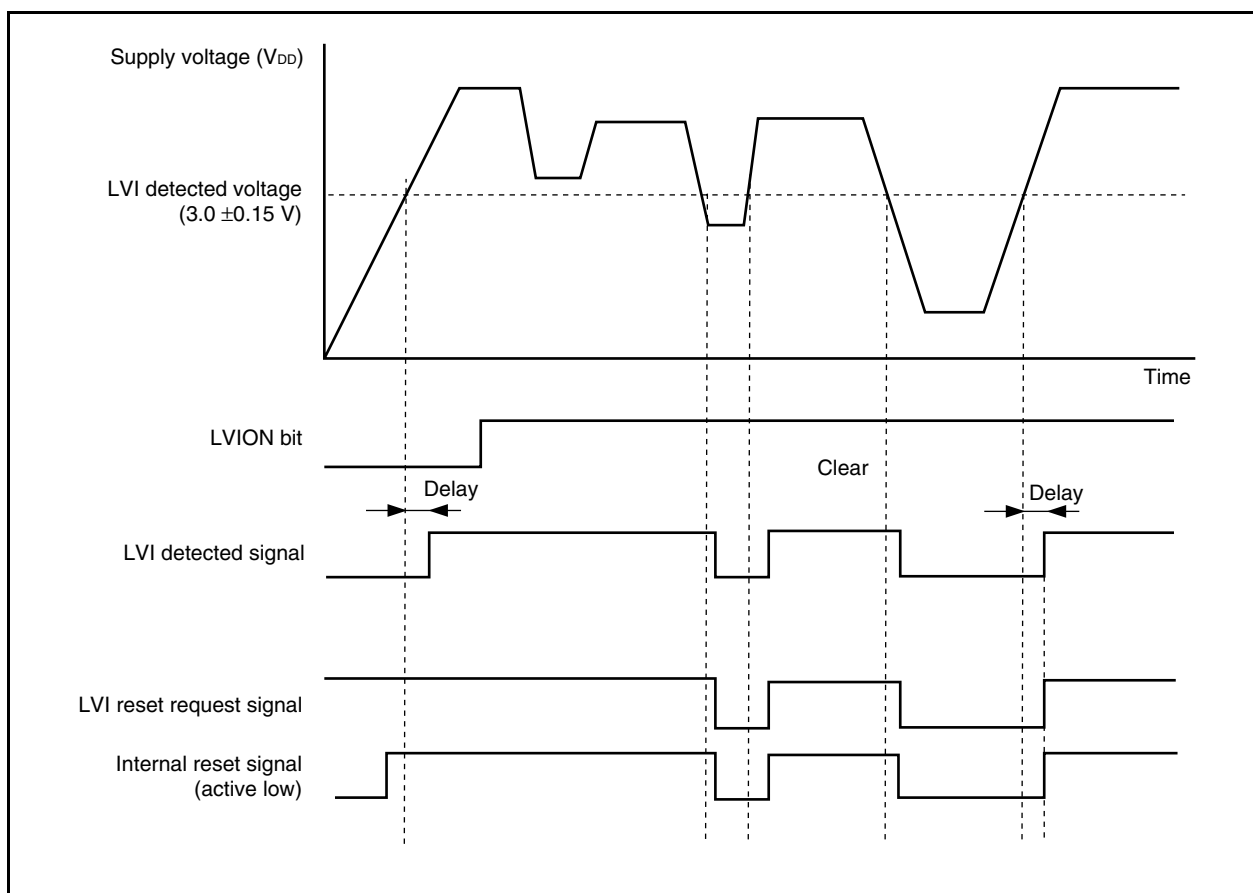 Supply voltage (VDD)
LVI detected voltage
(3.0 ±0.15 V)
Time
LVION bit
Clear
Delay
Delay
LVI detected signal
LVI reset request signal
Internal reset signal
(active low)